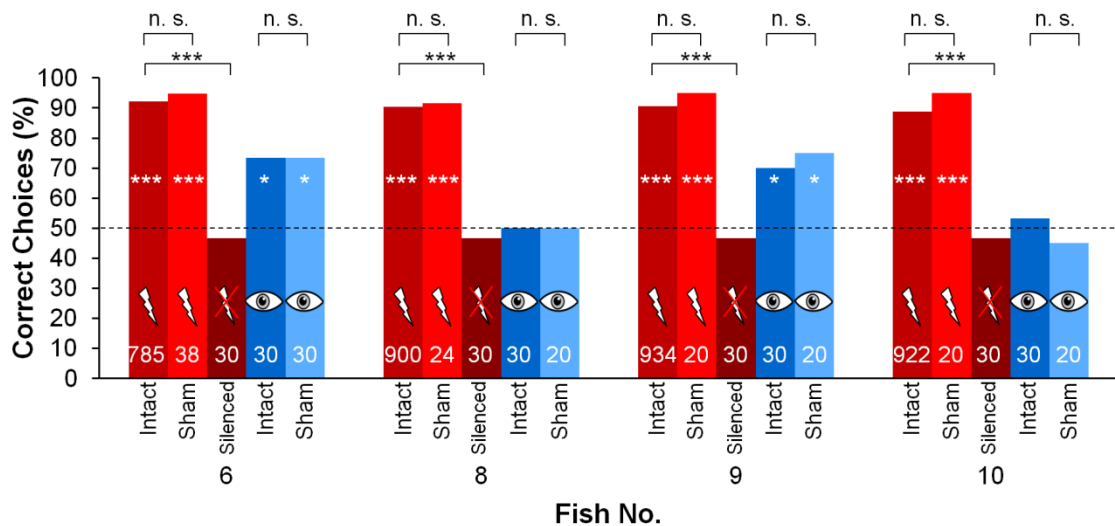 n. s. n. s. n. s. n. s. n. s. n. s. n. s. n. s.
*** *** *** ***
Corrrect Choices (%)
100
90
80
70
60
50
40
30
20
10
0
*** *** * * *** *** *** *** * * *** ***
785 38 30 30 30 900 24 30 30 20 934 20 30 30 20 922 20 30 30 20
Intact Sham Silenced Intact Sham Intact Sham Silenced Intact Sham Intact Sham Silenced Intact Sham Intact Sham Silenced Intact Sham
6 8 9 10
Fish No.